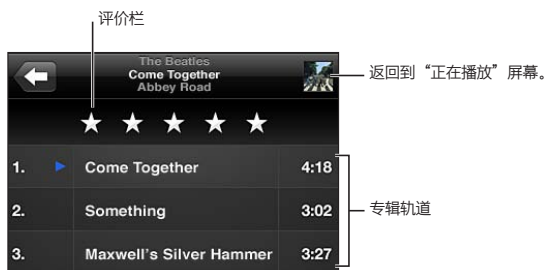 评价栏
The Beatles
Come Together
Abbey Road
返回到“正在播放”屏幕。
1. Come Together 4:18
2. Something 3:02
专辑轨道
3. Maxwell's Silver Hammer 3:27